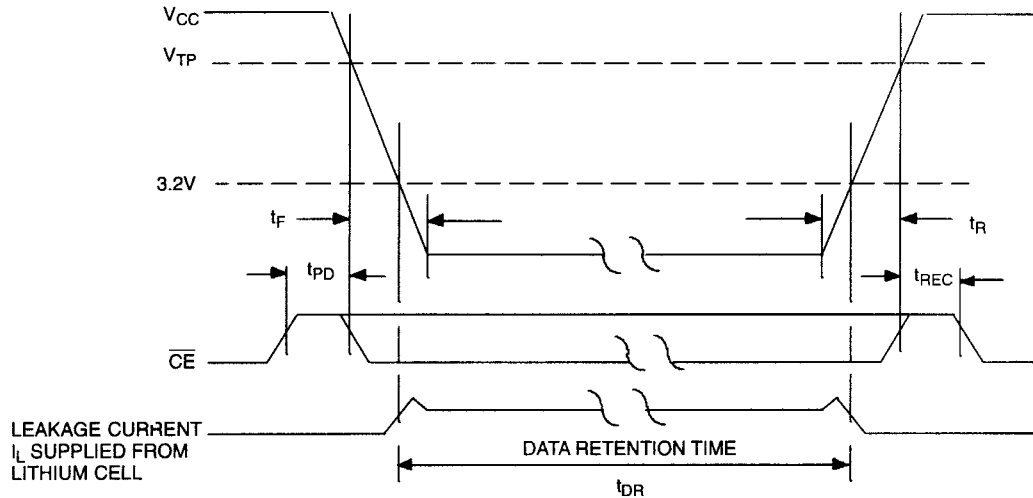 VCC
VTP
3.2V
tF
tR
tPD
tREC
CE
LEAKAGE CURRENT
IL SUPPLIED FROM
LITHIUM CELL
DATA RETENTION TIME
tDR